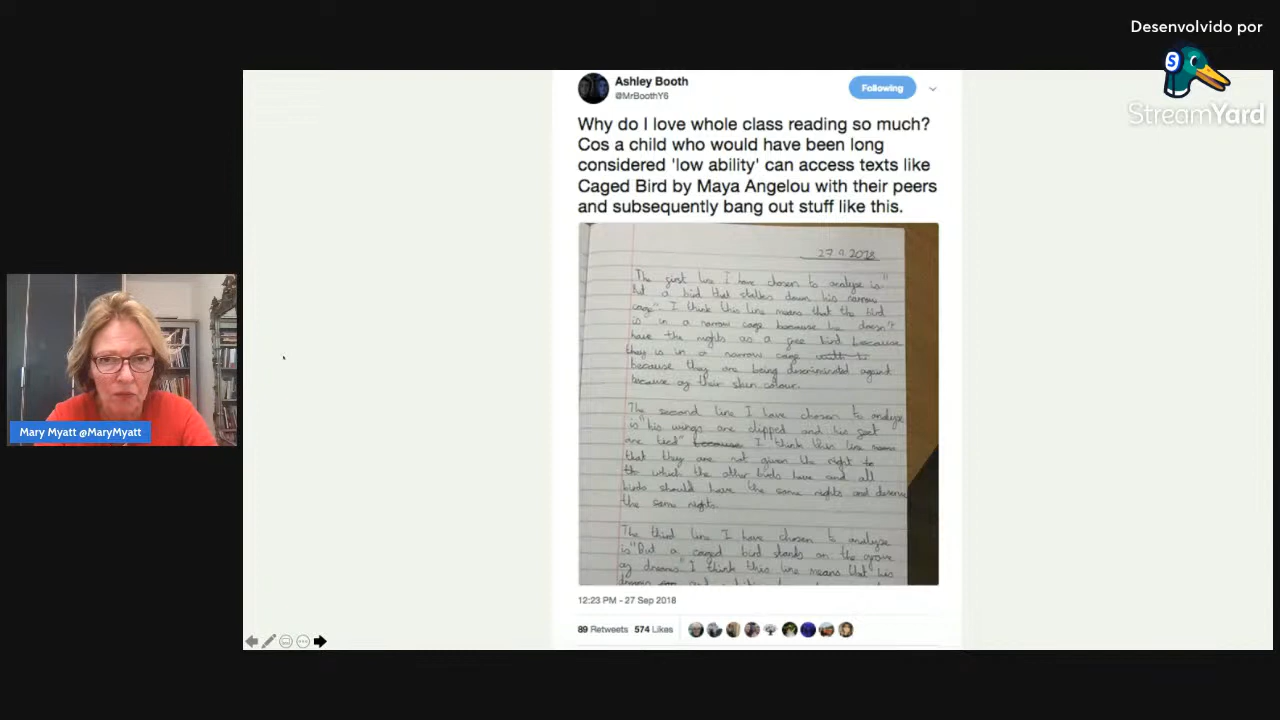 Desenvolvido por
StreamYard
Ashley Booth
@MrBoothY6
Following
Why do I love whole class reading so much?
Cos a child who would have been long
considered 'low ability' can access texts like
Caged Bird by Maya Angelou with their peers
and subsequently bang out stuff like this.
27.9.2018
The first line I have chosen to analyse is"
But a bird that stalks down his narrow
cage". I think this line means that the bird
is in a narrow cage because he doesn't
have the rights as a free bird because
they is in a narrow cage
because they are being discriminated against
because of their skin colour.
The second line I have chosen to analyse
is "his wings are clipped and his feet
are tied" because I think this line means
that they are not given the right to
which the other birds have and all
birds should have the same rights and deserve
the same rights.
The third line I have chosen to analyse
is "But a caged bird stands on the grave
of dreams" I think this line means that his
dreams
12:23 PM - 27 Sep 2018
89 Retweets 574 Likes
Mary Myatt @MaryMyatt